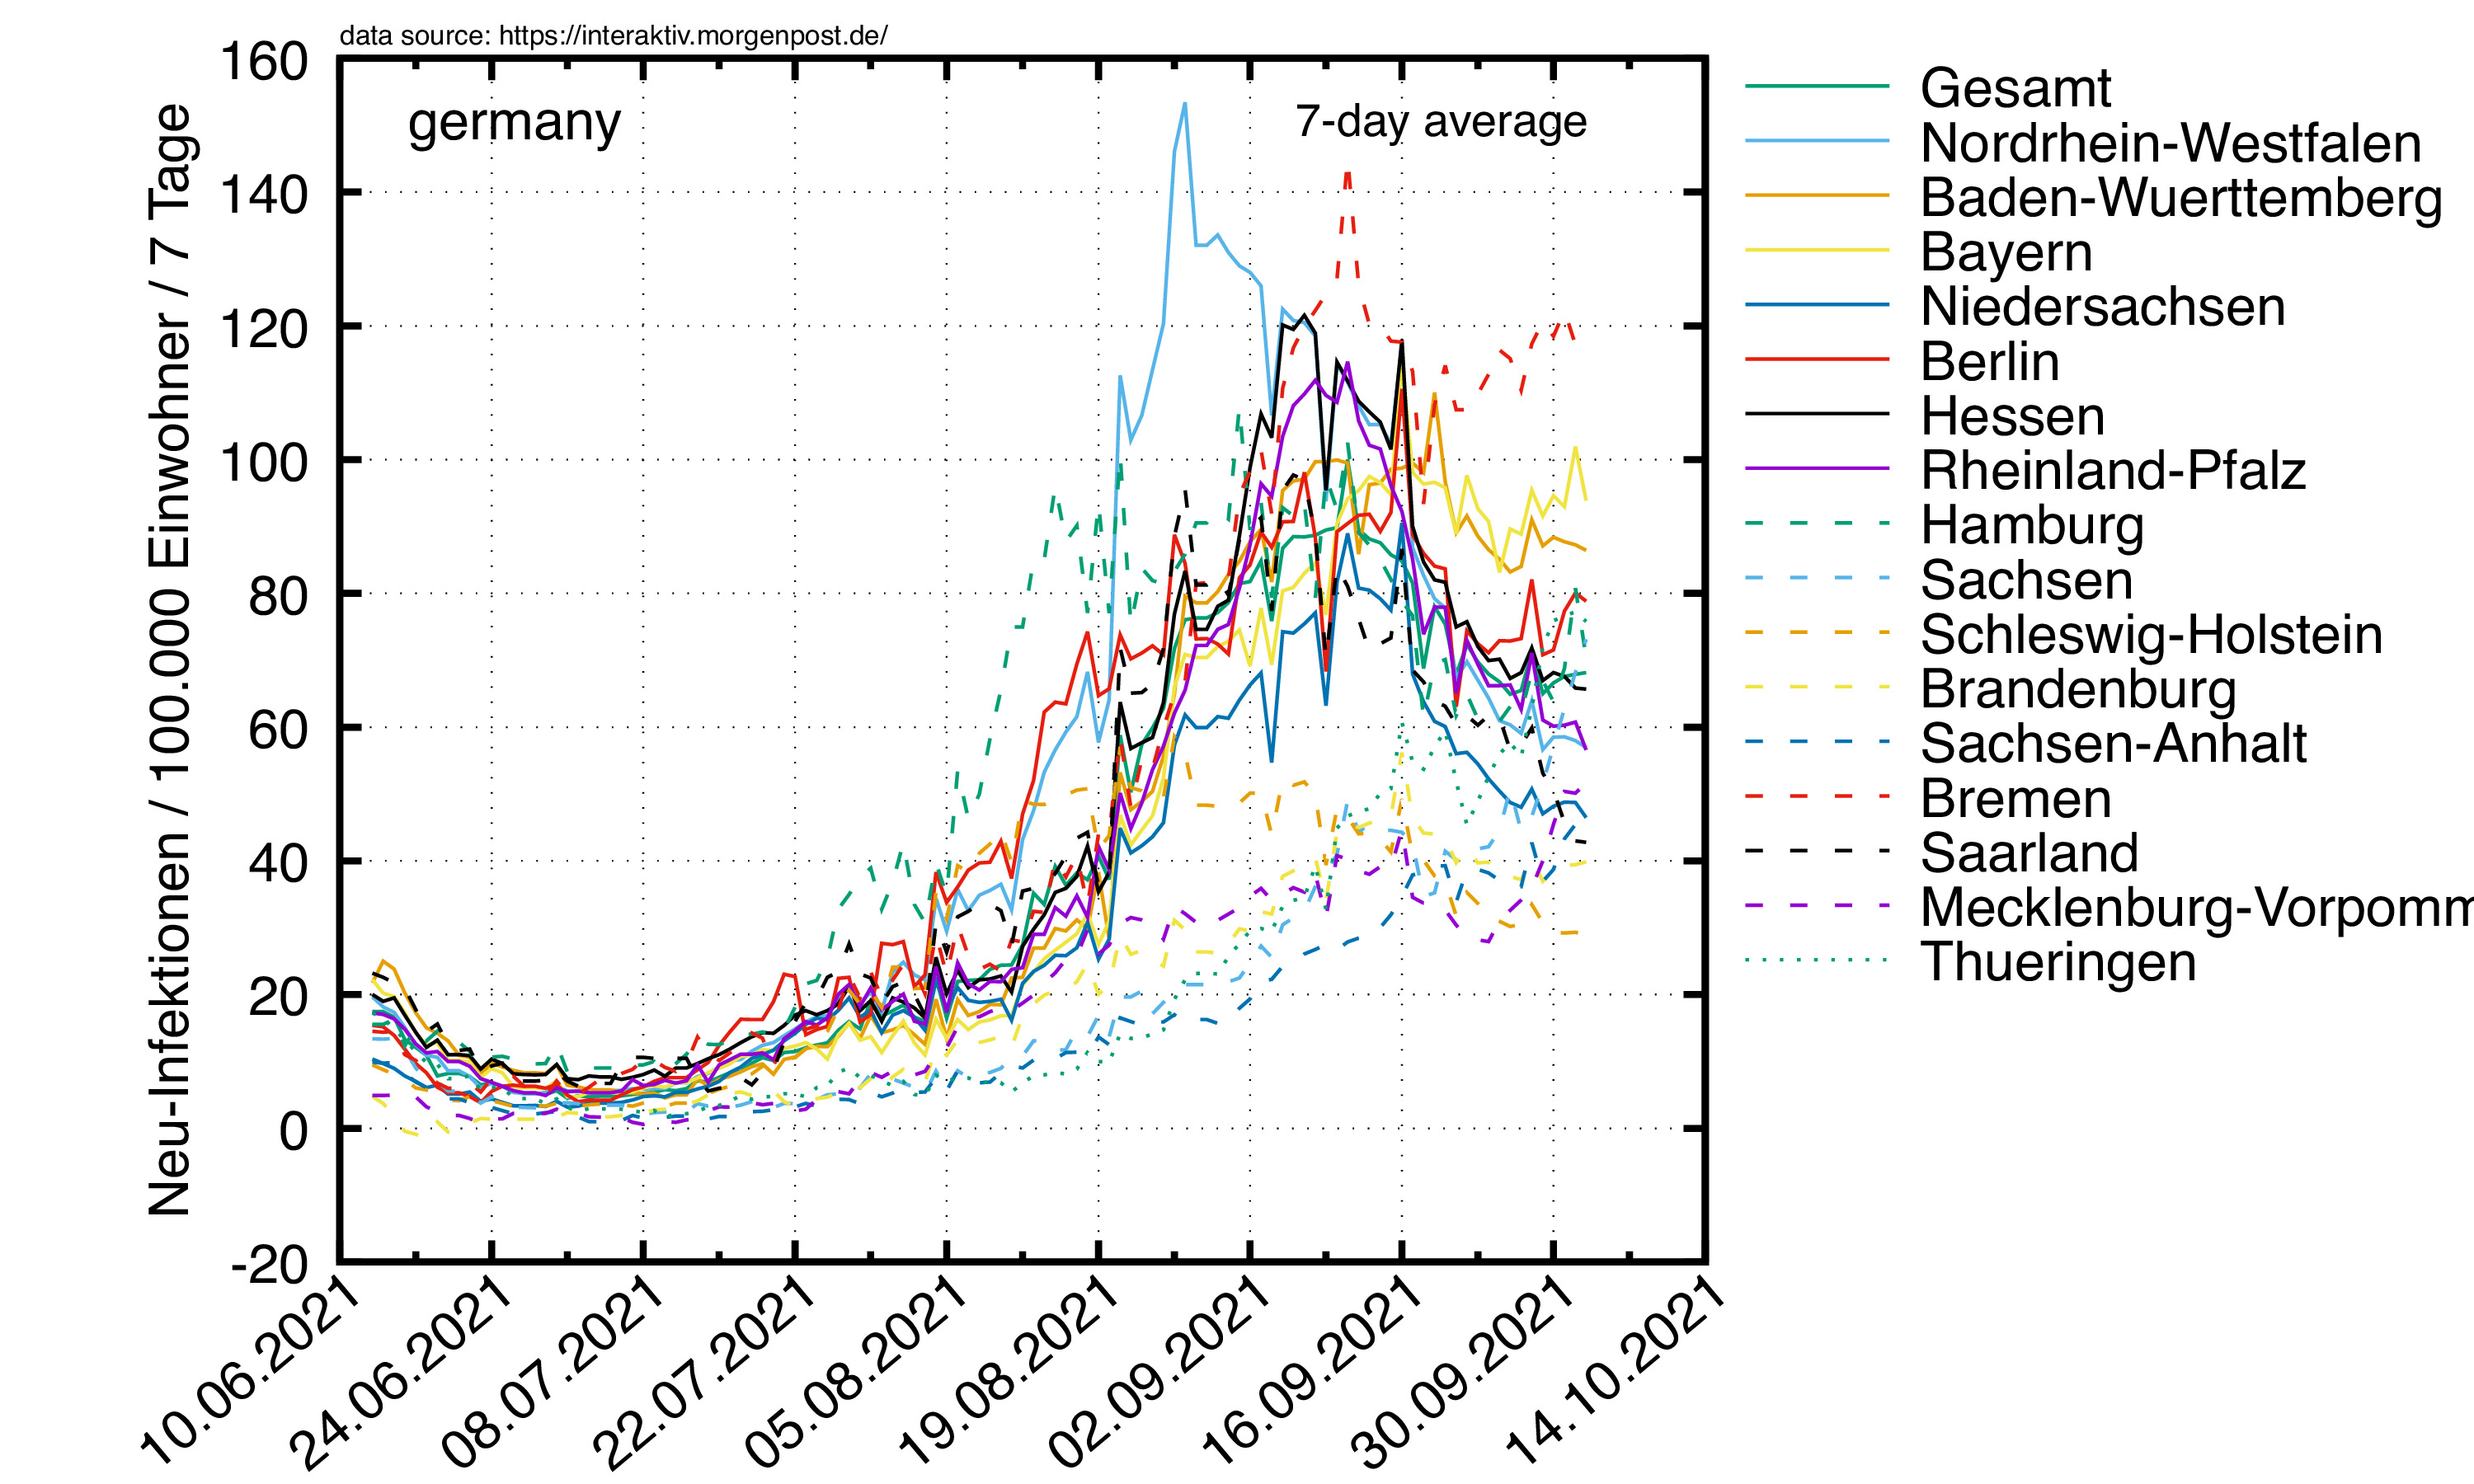 data source: https://interaktiv.morgenpost.de/
germany
7-day average
Neu-Infektionen / 100.000 Einwohner / 7 Tage
160
140
120
100
80
60
40
20
0
-20
10.06.2021
24.06.2021
08.07.2021
22.07.2021
05.08.2021
19.08.2021
02.09.2021
16.09.2021
30.09.2021
14.10.2021
Gesamt
Nordrhein-Westfalen
Baden-Wuerttemberg
Bayern
Niedersachsen
Berlin
Hessen
Rheinland-Pfalz
Hamburg
Sachsen
Schleswig-Holstein
Brandenburg
Sachsen-Anhalt
Bremen
Saarland
Mecklenburg-Vorpomm
Thueringen